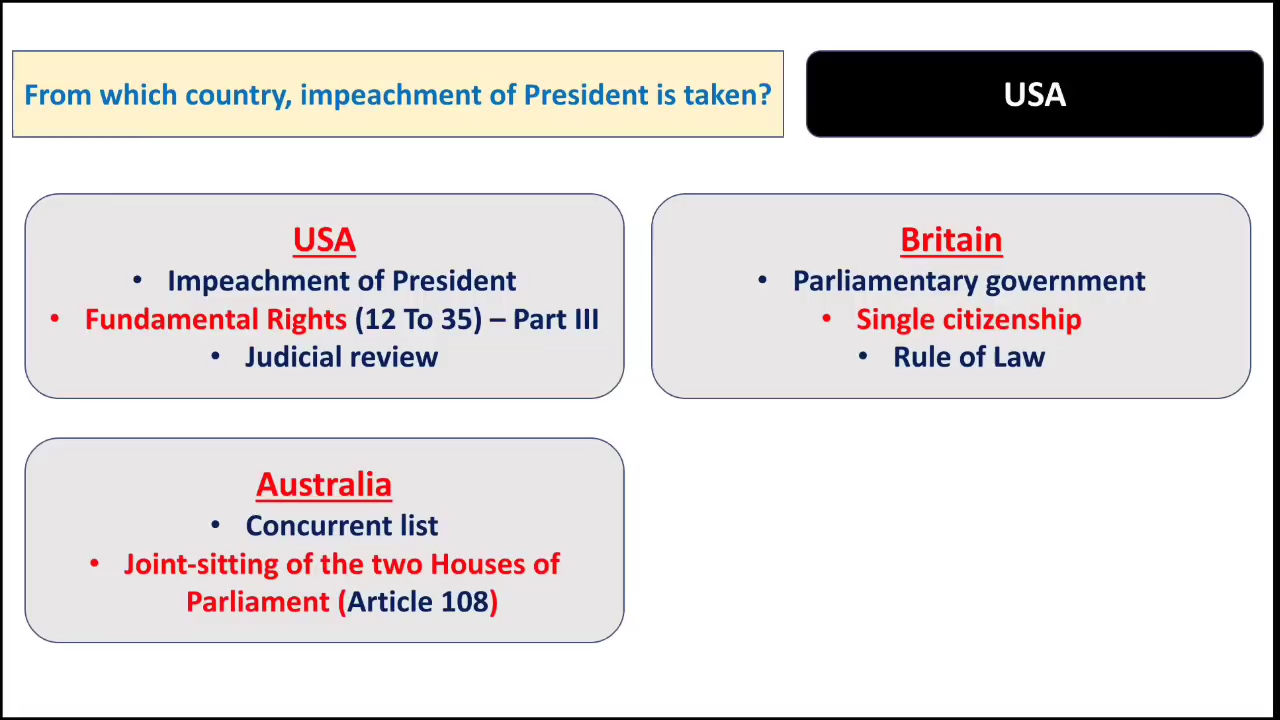 From which country, impeachment of President is taken?
USA
USA
• Impeachment of President
• Fundamental Rights (12 To 35) – Part III
• Judicial review
Britain
• Parliamentary government
• Single citizenship
• Rule of Law
Australia
• Concurrent list
• Joint-sitting of the two Houses of
Parliament (Article 108)